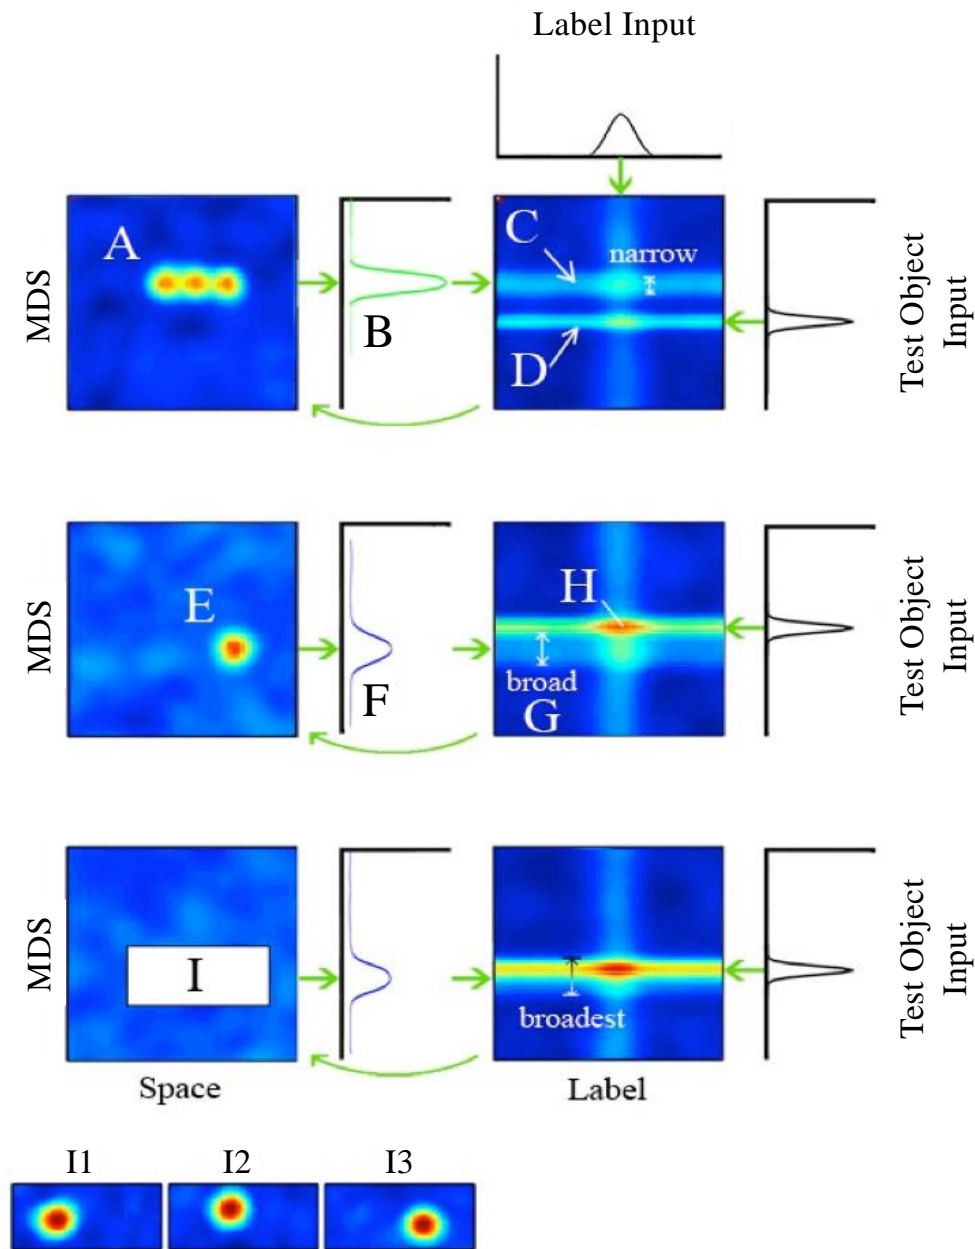 Label Input
A
B
C
narrow
D
MDS
Test Object
Input
E
F
H
broad
G
MDS
Test Object
Input
I
broadest
MDS
Test Object
Input
Space
Label
I1
I2
I3